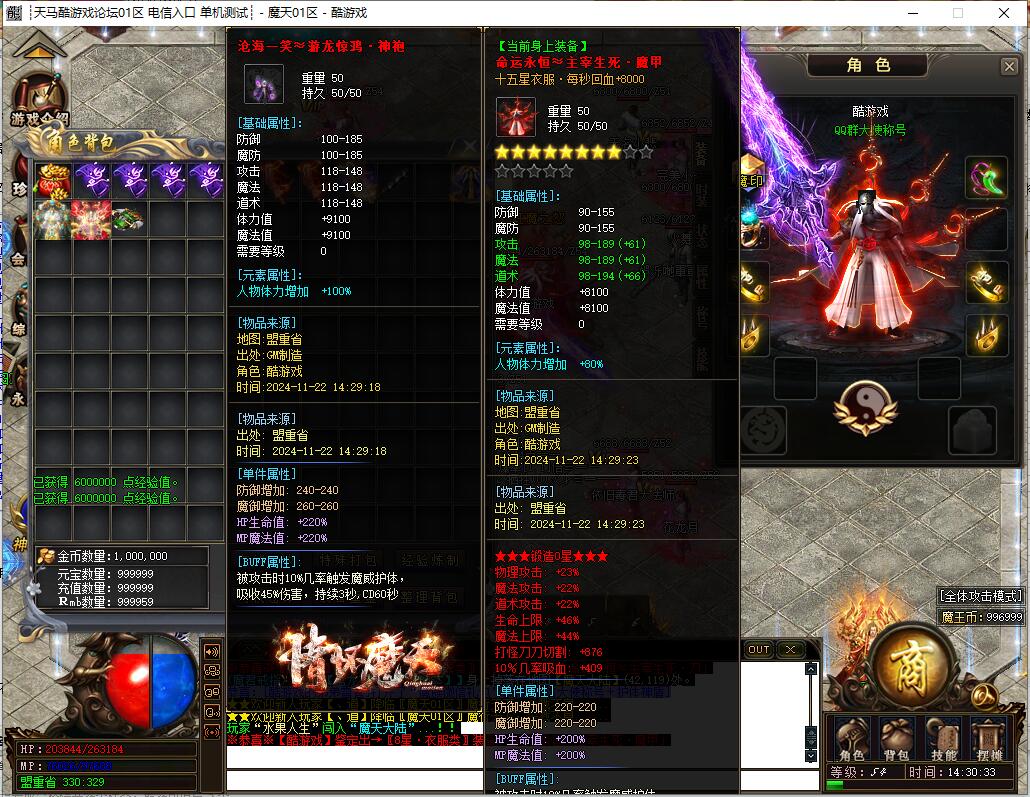 天马酷游戏论坛01区 电信入口 单机测试┊ - 魔天01区 - 酷游戏
游戏介绍
角色背包
已获得 6000000 点经验值。
已获得 6000000 点经验值。
金币数量:1,000,000
元宝数量: 999999
充值数量: 999999
Rmb数量: 999959
HP:203844/263184
盟重省 330:329
沧海一笑≈游龙惊鸿·神袍
重量 50
持久 50/50
[基础属性]:
防御 100-185
魔防 100-185
攻击 118-148
魔法 118-148
道术 118-148
体力值 +9100
魔法值 +9100
需要等级 0
[元素属性]:
人物体力增加 +100%
[物品来源]
地图:盟重省
出处:GM制造
角色:酷游戏
时间:2024-11-22 14:29:18
[物品来源]
出处: 盟重省
时间: 2024-11-22 14:29:18
[单件属性]
防御增加: 240-240
魔御增加: 260-260
HP生命值: +220%
MP魔法值: +220%
[BUFF属性]:
被攻击时10%几率触发魔威护体,
吸收45%伤害,持续3秒,CD60秒
情怀魔天
玩家“水果人生”闯入“魔天大陆”...!!
【当前身上装备】
命运永恒≈主宰生死·魔甲
十五星衣服·每秒回血+8000
重量 50
持久 50/50
[基础属性]:
防御 90-155
魔防 90-155
攻击 98-189(+61)
魔法 98-189(+61)
道术 98-194(+66)
体力值 +8100
魔法值 +8100
需要等级 0
[元素属性]:
人物体力增加 +80%
[物品来源]
地图:盟重省
出处:GM制造
角色:酷游戏
时间:2024-11-22 14:29:23
[物品来源]
出处: 盟重省
时间: 2024-11-22 14:29:23
★★★锻造0星★★★
物理攻击: +23%
魔法攻击: +22%
道术攻击: +22%
生命上限: +46%
魔法上限: +44%
打怪刀刀切割: +876
10%几率吸血: +409
[单件属性]
防御增加: 220-220
魔御增加: 220-220
HP生命值: +200%
MP魔法值: +200%
[BUFF属性]:
角 色
酷游戏
QQ群大使称号
魔印
[全体攻击模式]
魔王币: 996999
商
OUT
X
角色
背包
技能
摆摊
等级:
时间: 14:30:33